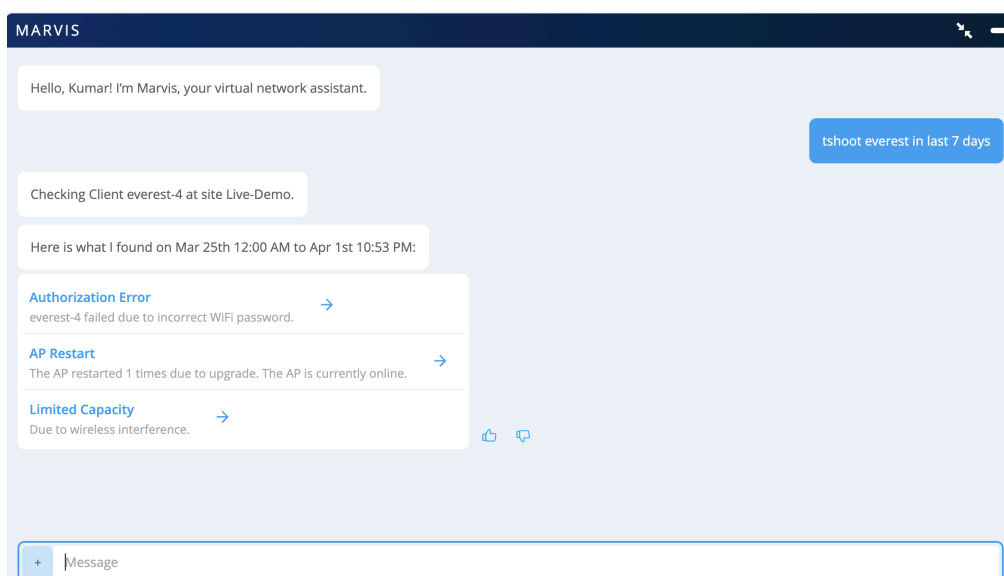 MARVIS
Hello, Kumar! I'm Marvis, your virtual network assistant.
tshoot everest in last 7 days
Checking Client everest-4 at site Live-Demo.
Here is what I found on Mar 25th 12:00 AM to Apr 1st 10:53 PM:
Authorization Error
everest-4 failed due to incorrect WiFi password.
AP Restart
The AP restarted 1 times due to upgrade. The AP is currently online.
Limited Capacity
Due to wireless interference.
+ Message